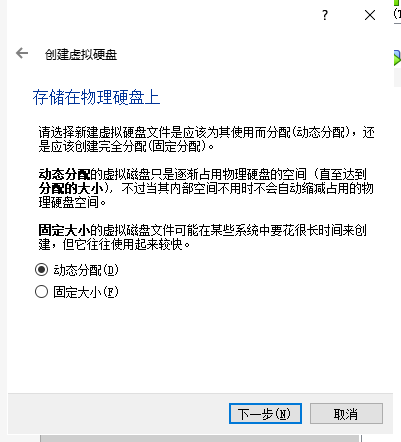 ?
创建虚拟硬盘
存储在物理硬盘上
请选择新建虚拟硬盘文件是应该为其使用而分配(动态分配)，还
是应该创建完全分配(固定分配)。
动态分配的虚拟磁盘只是逐渐占用物理硬盘的空间（直至达到
分配的大小），不过当其内部空间不用时不会自动缩减占用的物
理硬盘空间。
固定大小的虚拟磁盘文件可能在某些系统中要花很长时间来创
建，但它往往使用起来较快。
动态分配(D)
固定大小(F)
下一步(N)
取消